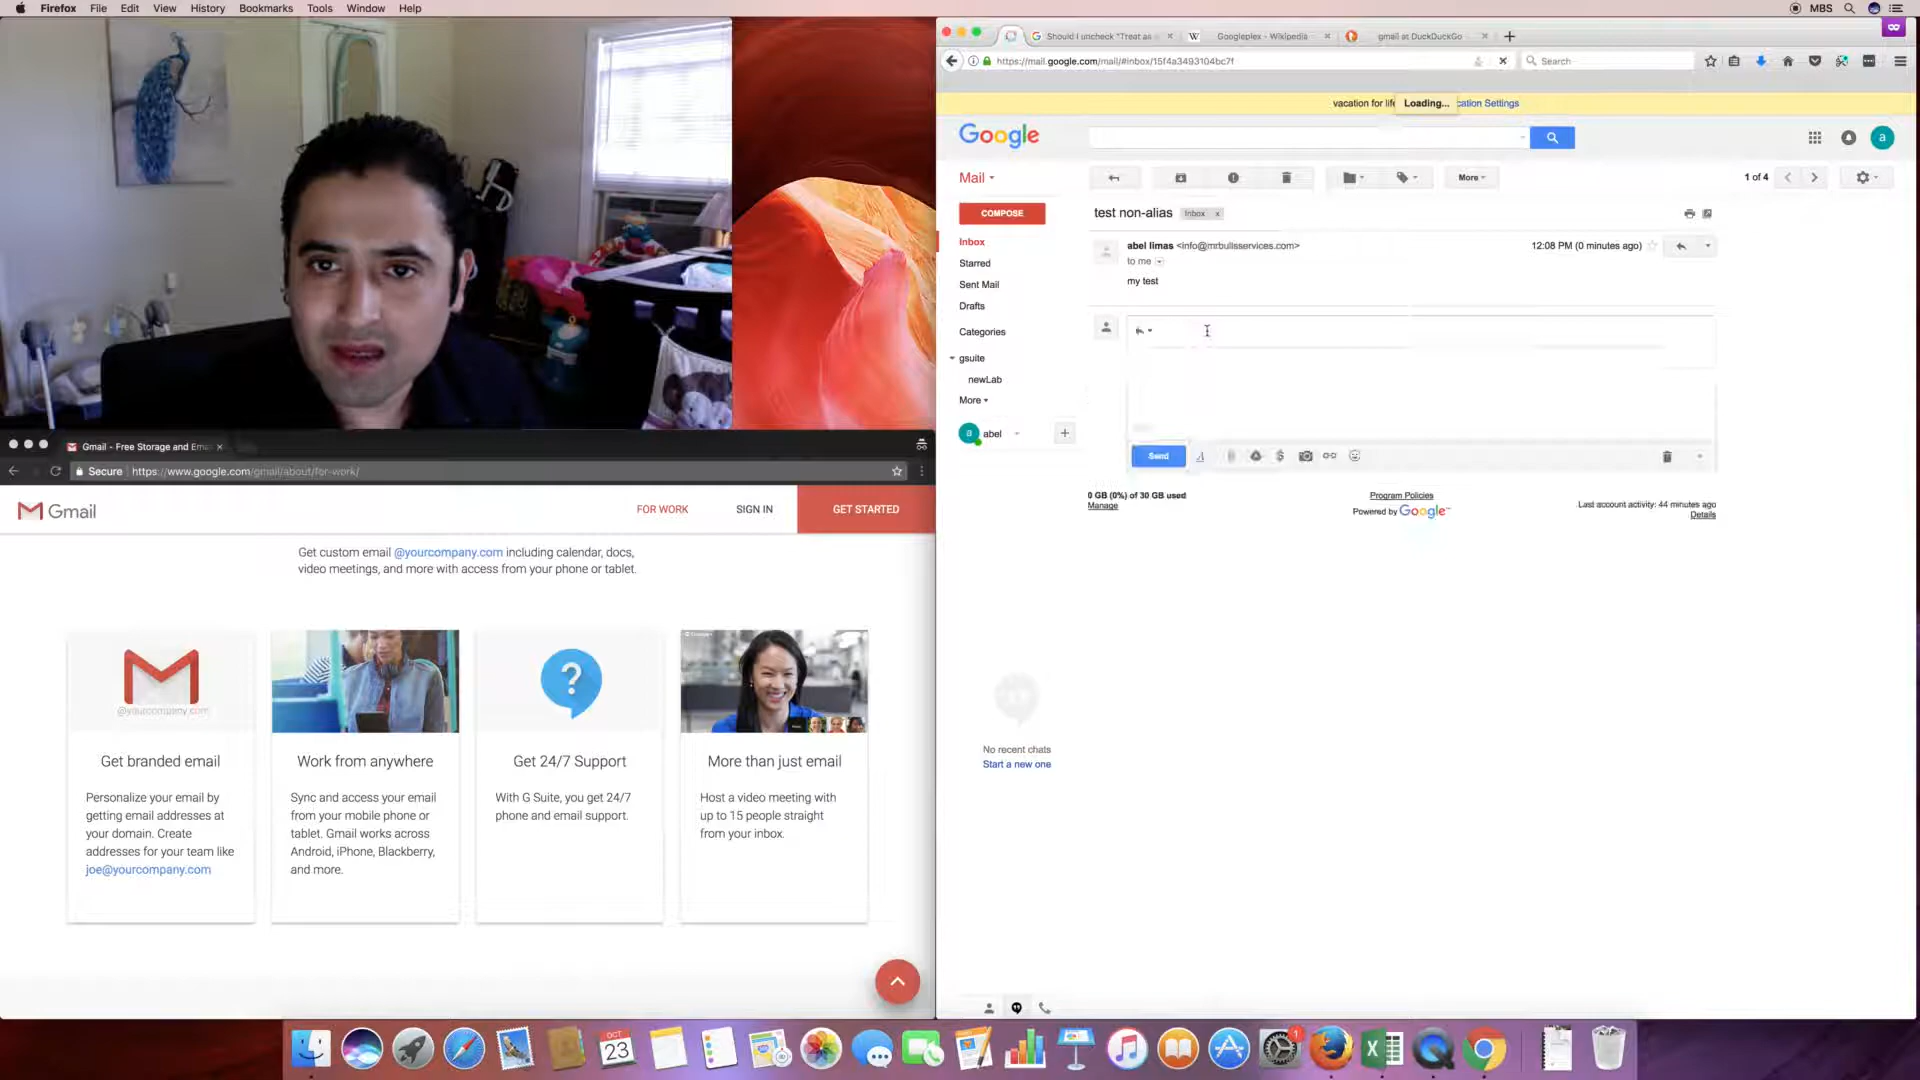 Firefox File Edit View History Bookmarks Tools Window Help
MBS
Should I uncheck "Treat as
Googleplex - Wikipedia
gmail at DuckDuckGo
https://mail.google.com/mail/#inbox/15f4a3493104bc7f
Search
vacation for life
Loading...
cation Settings
Google
a
Mail
More
1 of 4
COMPOSE
test non-alias
Inbox x
Inbox
abel limas <info@mrbullsservices.com>
12:08 PM (0 minutes ago)
Starred
to me
Sent Mail
my test
Drafts
Categories
gsuite
newLab
More
a abel
Send
0 GB (0%) of 30 GB used
Manage
Program Policies
Powered by Google™
Last account activity: 44 minutes ago
Details
No recent chats
Start a new one
Gmail - Free Storage and Ema
Secure https://www.google.com/gmail/about/for-work/
Gmail
FOR WORK
SIGN IN
GET STARTED
Get custom email @yourcompany.com including calendar, docs,
video meetings, and more with access from your phone or tablet.
@yourcompany.com
?
Get branded email
Personalize your email by
getting email addresses at
your domain. Create
addresses for your team like
joe@yourcompany.com
Work from anywhere
Sync and access your email
from your mobile phone or
tablet. Gmail works across
Android, iPhone, Blackberry,
and more.
Get 24/7 Support
With G Suite, you get 24/7
phone and email support.
More than just email
Host a video meeting with
up to 15 people straight
from your inbox.
OCT
23
1